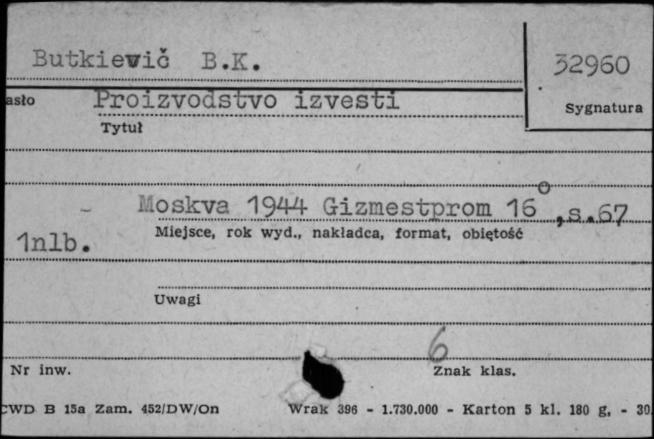 Butkievič B.K.
32960
asło Proizvodstvo izvesti
Sygnatura
Tytuł
Moskva 1944 Gizmestprom 16°,s.67
Miejsce, rok wyd., nakładca, format, obiętość
1nlb.
Uwagi
6
Nr inw.
Znak klas.
CWD B 15a Zam. 452/DW/On Wrak 396 - 1.730.000 - Karton 5 kl. 180 g. - 30